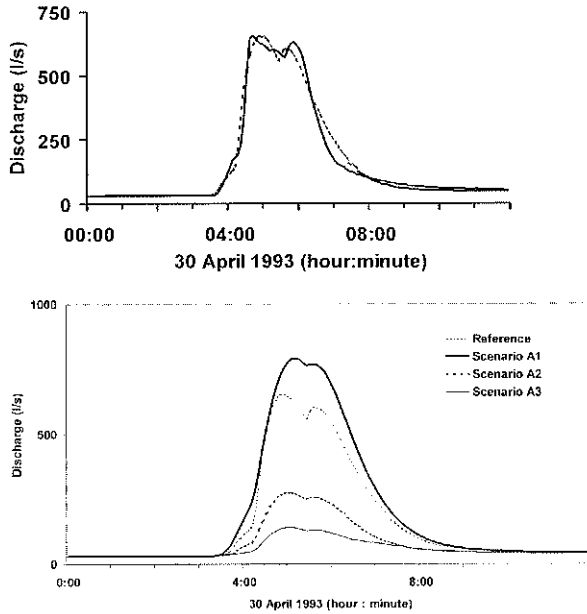 750
500
250
0
Discharge (l/s)
00:00 04:00 08:00
30 April 1993 (hour:minute)
1000
500
0
Discharge (l/s)
Reference
Scenario A1
Scenario A2
Scenario A3
0:00 4:00 8:00
30 April 1993 (hour : minute)